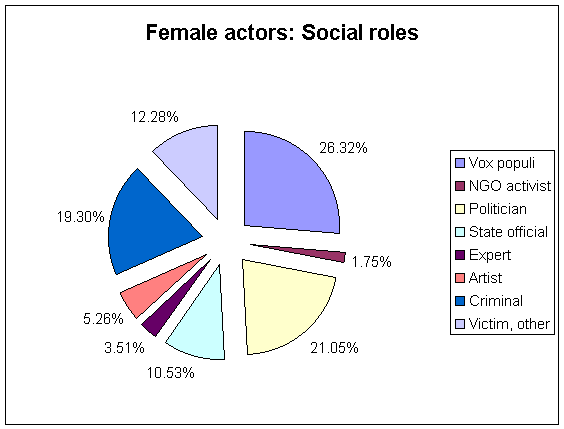 Female actors: Social roles
12.28%
26.32%
19.30%
1.75%
5.26%
3.51%
10.53%
21.05%
Vox populi
NGO activist
Politician
State official
Expert
Artist
Criminal
Victim, other